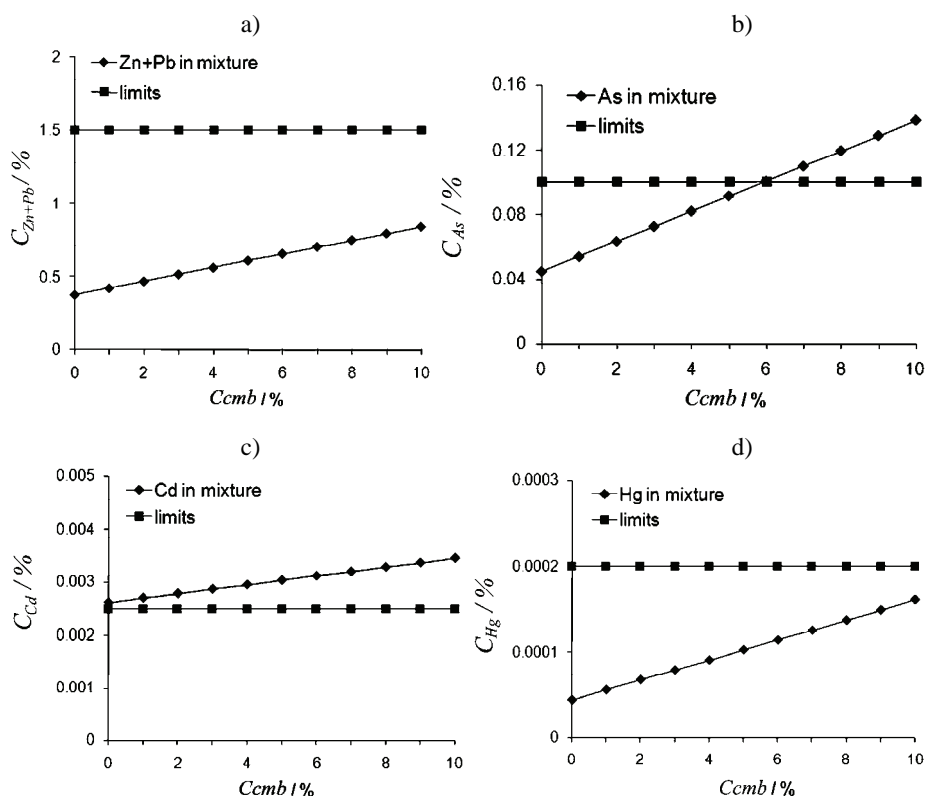 a)
Zn+Pb in mixture
limits
2
1.5
1
0.5
0
C Zn+Pb / %
0 2 4 6 8 10
Ccmb / %
b)
As in mixture
limits
0.16
0.12
0.08
0.04
0
C As / %
0 2 4 6 8 10
Ccmb / %
c)
Cd in mixture
limits
0.005
0.004
0.003
0.002
0.001
0
C Cd / %
0 2 4 6 8 10
Ccmb / %
d)
Hg in mixture
limits
0.0003
0.0002
0.0001
0
C Hg / %
0 2 4 6 8 10
Ccmb / %